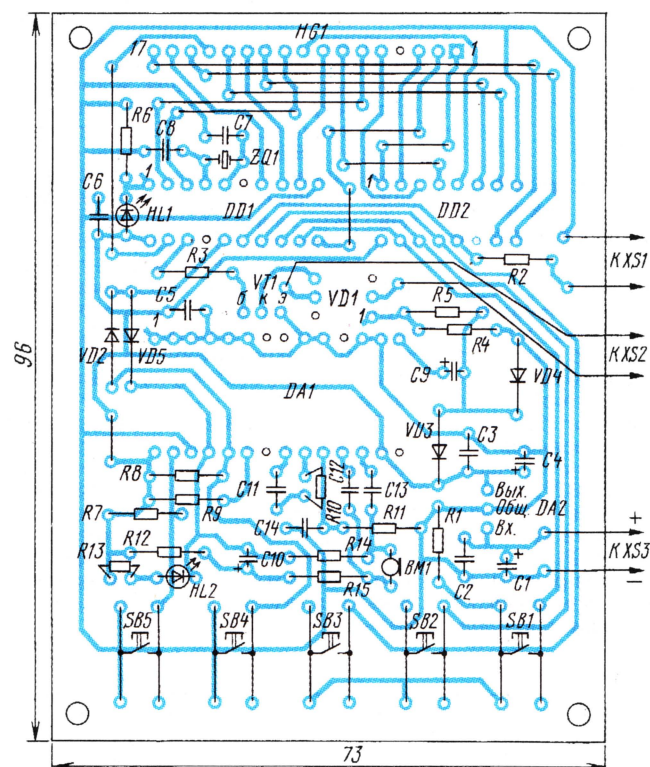 HG1
17
1
R6
C8
C7
ZQ1
1
1
C6
HL1
DD1
DD2
R3
R2
K XS1
VT1
б к э
VD1
C5
R5
1
1
R4
K XS2
VD2
VD5
C9
+
VD4
DA1
VD3
C3
C4
+
R8
C11
C12
C13
R10
Вых.
Общ. DA2
Вх.
R7
R9
C14
R11
R1
+
K XS3
−
R13
R12
C10
+
R14
BM1
C2
C1
+
HL2
R15
SB5
SB4
SB3
SB2
SB1
96
73